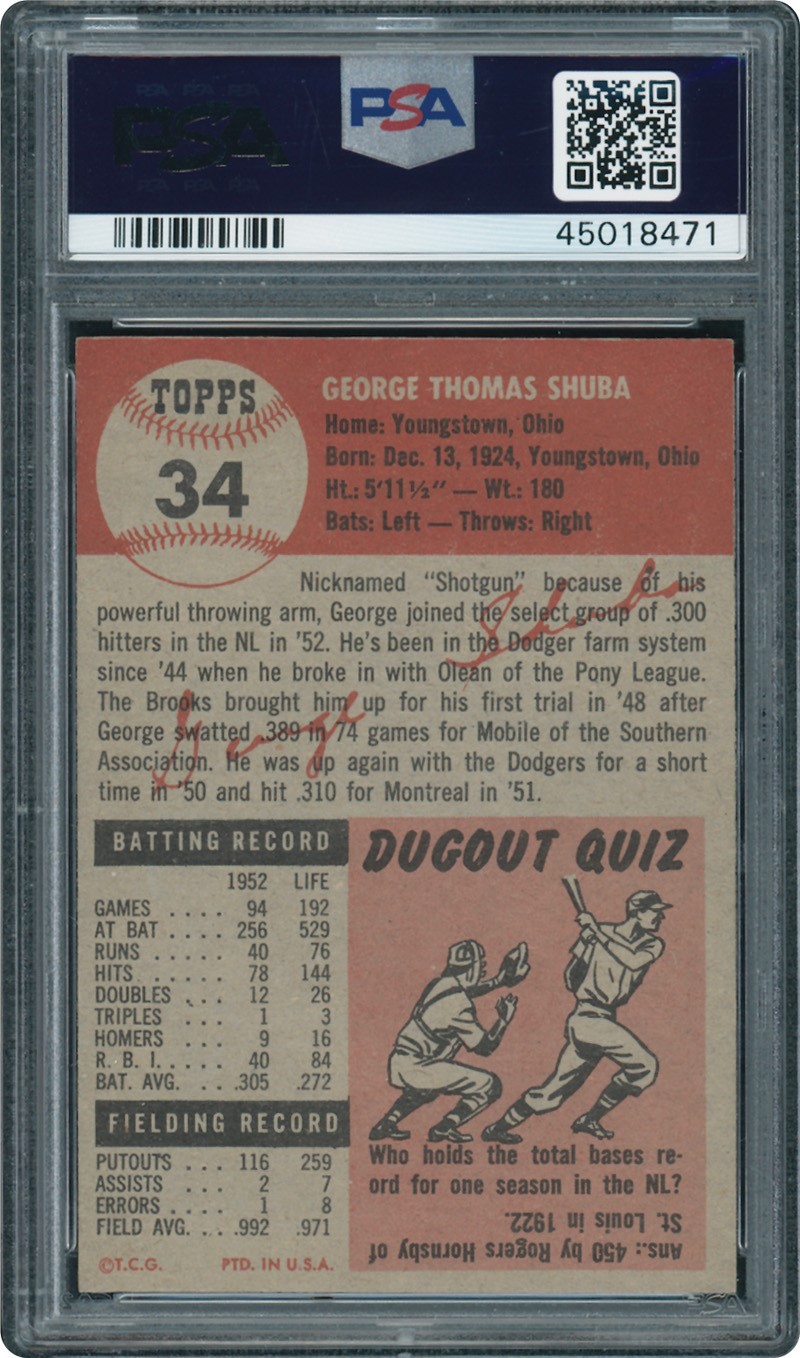 PSA
PSA
45018471
TOPPS
34
GEORGE THOMAS SHUBA
Home: Youngstown, Ohio
Born: Dec. 13, 1924, Youngstown, Ohio
Ht.: 5'11½" — Wt.: 180
Bats: Left — Throws: Right
Nicknamed "Shotgun" because of his
powerful throwing arm, George joined the select group of .300
hitters in the NL in '52. He's been in the Dodger farm system
since '44 when he broke in with Olean of the Pony League.
The Brooks brought him up for his first trial in '48 after
George swatted .389 in 74 games for Mobile of the Southern
Association. He was up again with the Dodgers for a short
time in '50 and hit .310 for Montreal in '51.
George Shuba
BATTING RECORD
1952 LIFE
GAMES .... 94 192
AT BAT .... 256 529
RUNS ..... 40 76
HITS ...... 78 144
DOUBLES ... 12 26
TRIPLES ... 1 3
HOMERS ... 9 16
R. B. I. .... 40 84
BAT. AVG. ... .305 .272
FIELDING RECORD
PUTOUTS ... 116 259
ASSISTS ... 2 7
ERRORS .... 1 8
FIELD AVG. ... .992 .971
©T.C.G. PTD. IN U.S.A.
DUGOUT QUIZ
Who holds the total bases re-
ord for one season in the NL?
Ans.: 450 by Rogers Hornsby of
St. Louis in 1922.
PSA